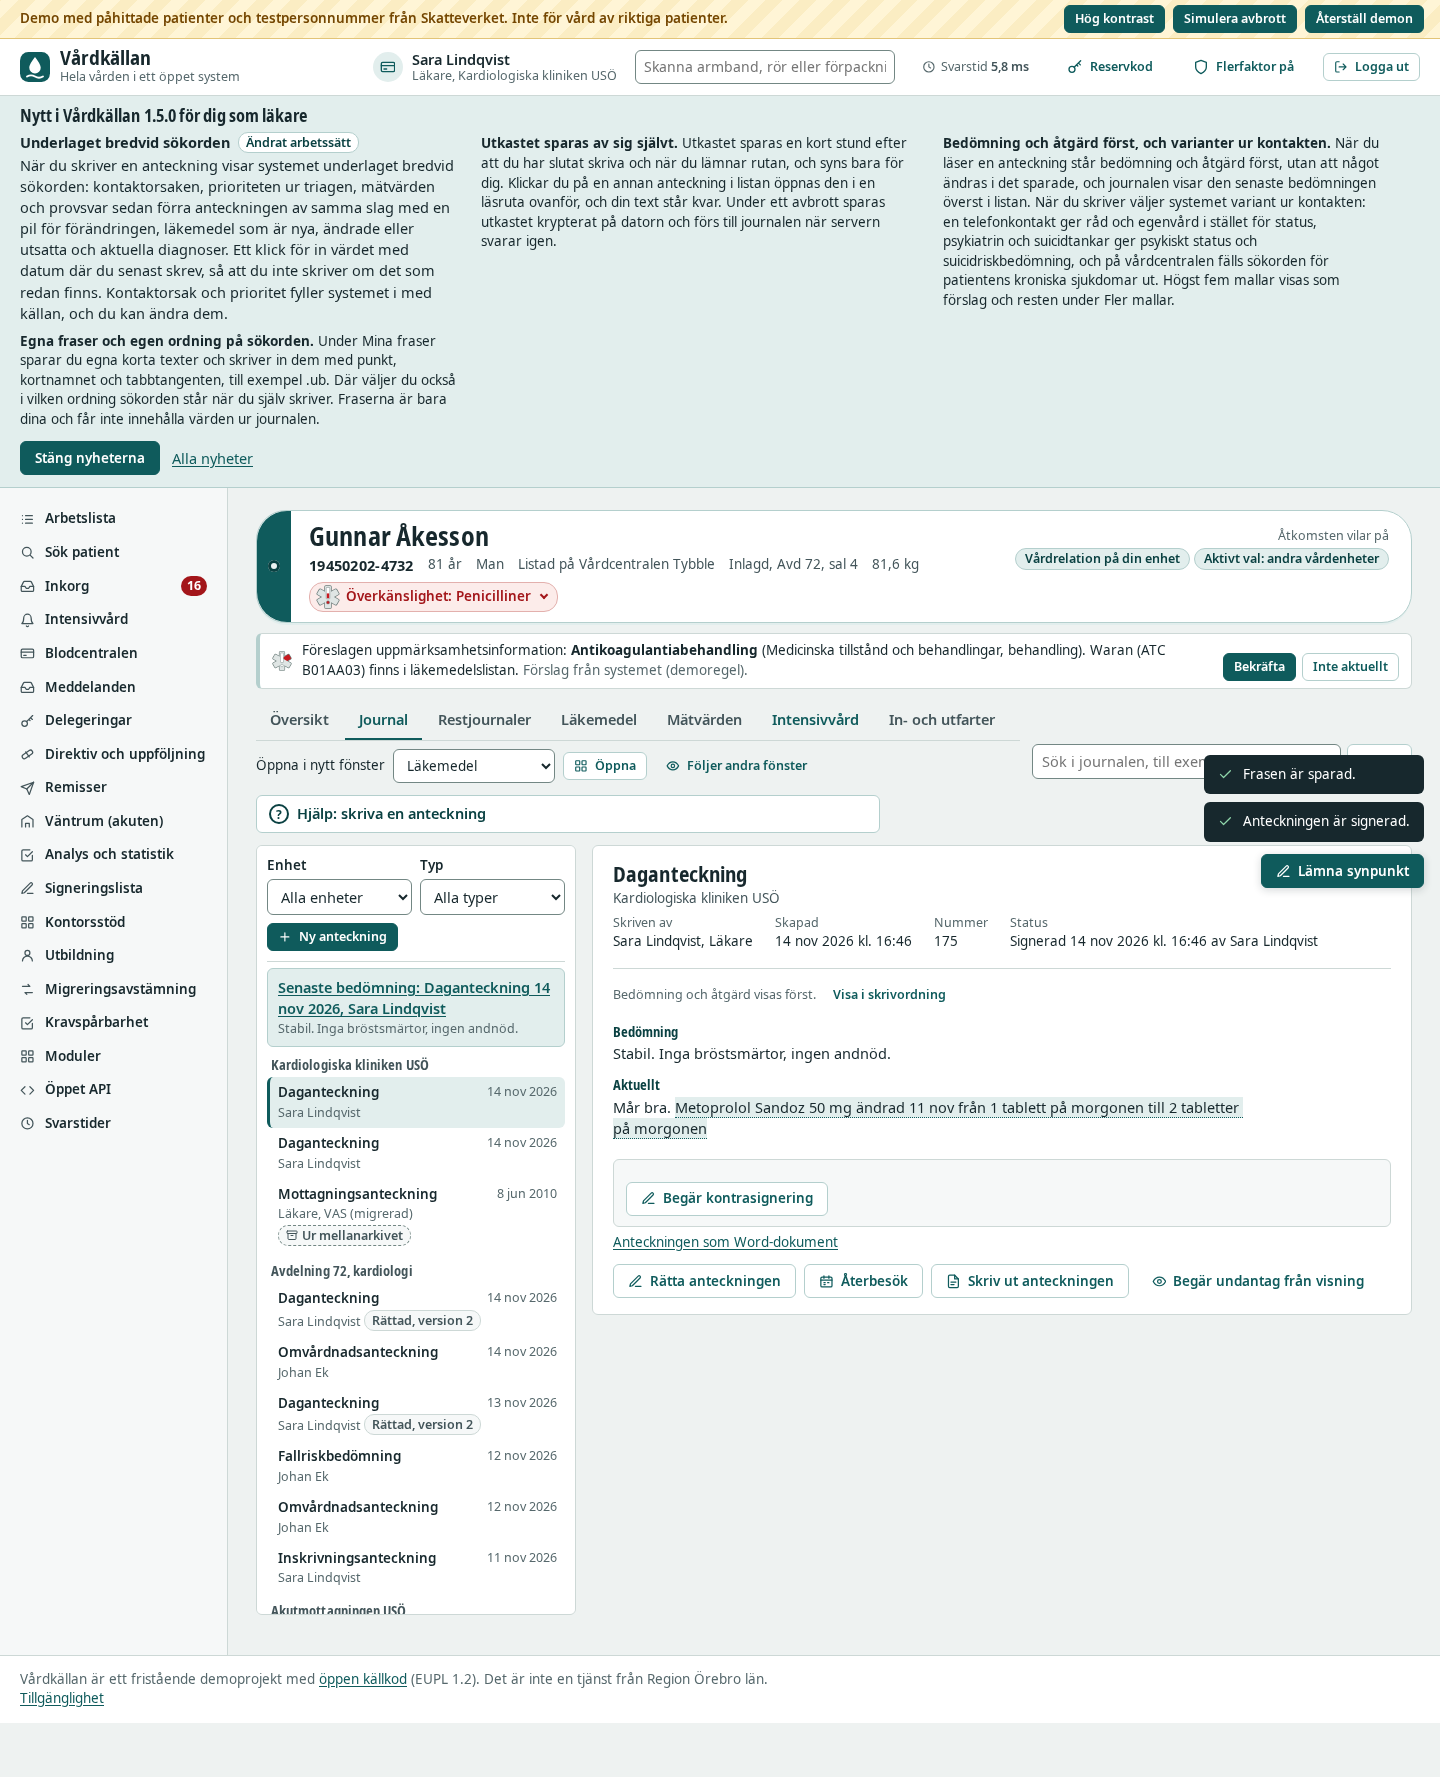 Demo med påhittade patienter och testpersonnummer från Skatteverket. Inte för vård av riktiga patienter.
Hög kontrast
Simulera avbrott
Återställ demon
Vårdkällan
Hela vården i ett öppet system
Sara Lindqvist
Läkare, Kardiologiska kliniken USÖ
Skanna armband, rör eller förpackni
Svarstid 5,8 ms
Reservkod
Flerfaktor på
Logga ut
Nytt i Vårdkällan 1.5.0 för dig som läkare
Underlaget bredvid sökorden
Ändrat arbetssätt
När du skriver en anteckning visar systemet underlaget bredvid
sökorden: kontaktorsaken, prioriteten ur triagen, mätvärden
och provsvar sedan förra anteckningen av samma slag med en
pil för förändringen, läkemedel som är nya, ändrade eller
utsatta och aktuella diagnoser. Ett klick för in värdet med
datum där du senast skrev, så att du inte skriver om det som
redan finns. Kontaktorsak och prioritet fyller systemet i med
källan, och du kan ändra dem.
Egna fraser och egen ordning på sökorden. Under Mina fraser
sparar du egna korta texter och skriver in dem med punkt,
kortnamnet och tabbtangenten, till exempel .ub. Där väljer du också
i vilken ordning sökorden står när du själv skriver. Fraserna är bara
dina och får inte innehålla värden ur journalen.
Utkastet sparas av sig självt. Utkastet sparas en kort stund efter
att du har slutat skriva och när du lämnar rutan, och syns bara för
dig. Klickar du på en annan anteckning i listan öppnas den i en
läsruta ovanför, och din text står kvar. Under ett avbrott sparas
utkastet krypterat på datorn och förs till journalen när servern
svarar igen.
Bedömning och åtgärd först, och varianter ur kontakten. När du
läser en anteckning står bedömning och åtgärd först, utan att något
ändras i det sparade, och journalen visar den senaste bedömningen
överst i listan. När du skriver väljer systemet variant ur kontakten:
en telefonkontakt ger råd och egenvård i stället för status,
psykiatrin och suicidtankar ger psykiskt status och
suicidriskbedömning, och på vårdcentralen fälls sökorden för
patientens kroniska sjukdomar ut. Högst fem mallar visas som
förslag och resten under Fler mallar.
Stäng nyheterna
Alla nyheter
Arbetslista
Sök patient
Inkorg
16
Intensivvård
Blodcentralen
Meddelanden
Delegeringar
Direktiv och uppföljning
Remisser
Väntrum (akuten)
Analys och statistik
Signeringslista
Kontorsstöd
Utbildning
Migreringsavstämning
Kravspårbarhet
Moduler
Öppet API
Svarstider
Gunnar Åkesson
19450202-4732
81 år
Man
Listad på Vårdcentralen Tybble
Inlagd, Avd 72, sal 4
81,6 kg
Överkänslighet: Penicilliner
Åtkomsten vilar på
Vårdrelation på din enhet
Aktivt val: andra vårdenheter
Föreslagen uppmärksamhetsinformation: Antikoagulantiabehandling (Medicinska tillstånd och behandlingar, behandling). Waran (ATC
B01AA03) finns i läkemedelslistan. Förslag från systemet (demoregel).
Bekräfta
Inte aktuellt
Översikt
Journal
Restjournaler
Läkemedel
Mätvärden
Intensivvård
In- och utfarter
Öppna i nytt fönster
Läkemedel
Öppna
Följer andra fönster
Sök i journalen, till exem
Frasen är sparad.
Anteckningen är signerad.
Lämna synpunkt
Hjälp: skriva en anteckning
Enhet
Typ
Alla enheter
Alla typer
Ny anteckning
Senaste bedömning: Daganteckning 14
nov 2026, Sara Lindqvist
Stabil. Inga bröstsmärtor, ingen andnöd.
Kardiologiska kliniken USÖ
Daganteckning
14 nov 2026
Sara Lindqvist
Daganteckning
14 nov 2026
Sara Lindqvist
Mottagningsanteckning
8 jun 2010
Läkare, VAS (migrerad)
Ur mellanarkivet
Avdelning 72, kardiologi
Daganteckning
14 nov 2026
Sara Lindqvist
Rättad, version 2
Omvårdnadsanteckning
14 nov 2026
Johan Ek
Daganteckning
13 nov 2026
Sara Lindqvist
Rättad, version 2
Fallriskbedömning
12 nov 2026
Johan Ek
Omvårdnadsanteckning
12 nov 2026
Johan Ek
Inskrivningsanteckning
11 nov 2026
Sara Lindqvist
Akutmottagningen USÖ
Daganteckning
Kardiologiska kliniken USÖ
Skriven av
Sara Lindqvist, Läkare
Skapad
14 nov 2026 kl. 16:46
Nummer
175
Status
Signerad 14 nov 2026 kl. 16:46 av Sara Lindqvist
Bedömning och åtgärd visas först.
Visa i skrivordning
Bedömning
Stabil. Inga bröstsmärtor, ingen andnöd.
Aktuellt
Mår bra. Metoprolol Sandoz 50 mg ändrad 11 nov från 1 tablett på morgonen till 2 tabletter
på morgonen
Begär kontrasignering
Anteckningen som Word-dokument
Rätta anteckningen
Återbesök
Skriv ut anteckningen
Begär undantag från visning
Vårdkällan är ett fristående demoprojekt med öppen källkod (EUPL 1.2). Det är inte en tjänst från Region Örebro län.
Tillgänglighet